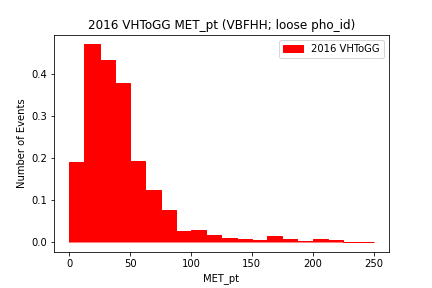 2016 VHToGG MET_pt (VBFHH; loose pho_id)
2016 VHToGG
Number of Events
0.4
0.3
0.2
0.1
0.0
0 50 100 150 200 250
MET_pt